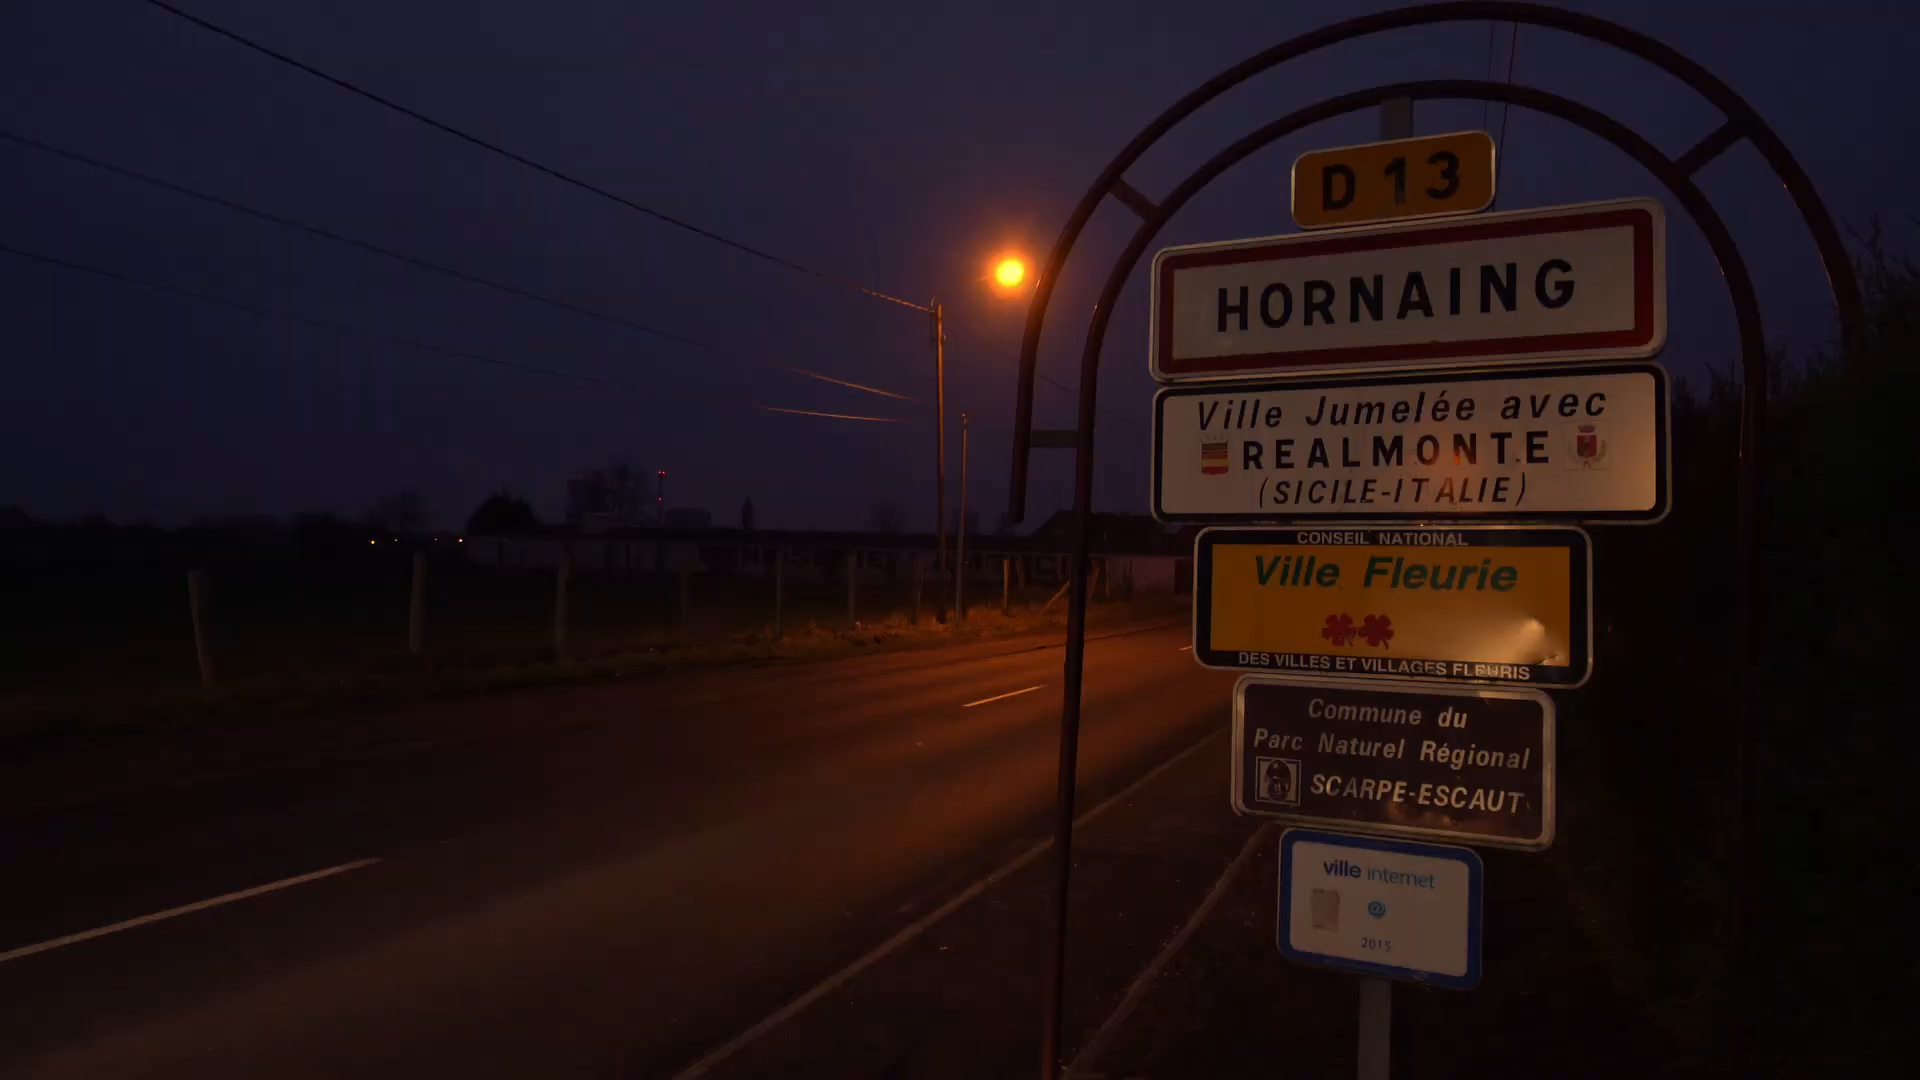 D 13
HORNAING
Ville Jumelée avec
REALMONTE
(SICILE-ITALIE)
CONSEIL NATIONAL
Ville Fleurie
DES VILLES ET VILLAGES FLEURIS
Commune du
Parc Naturel Régional
SCARPE-ESCAUT
ville internet
@
2015